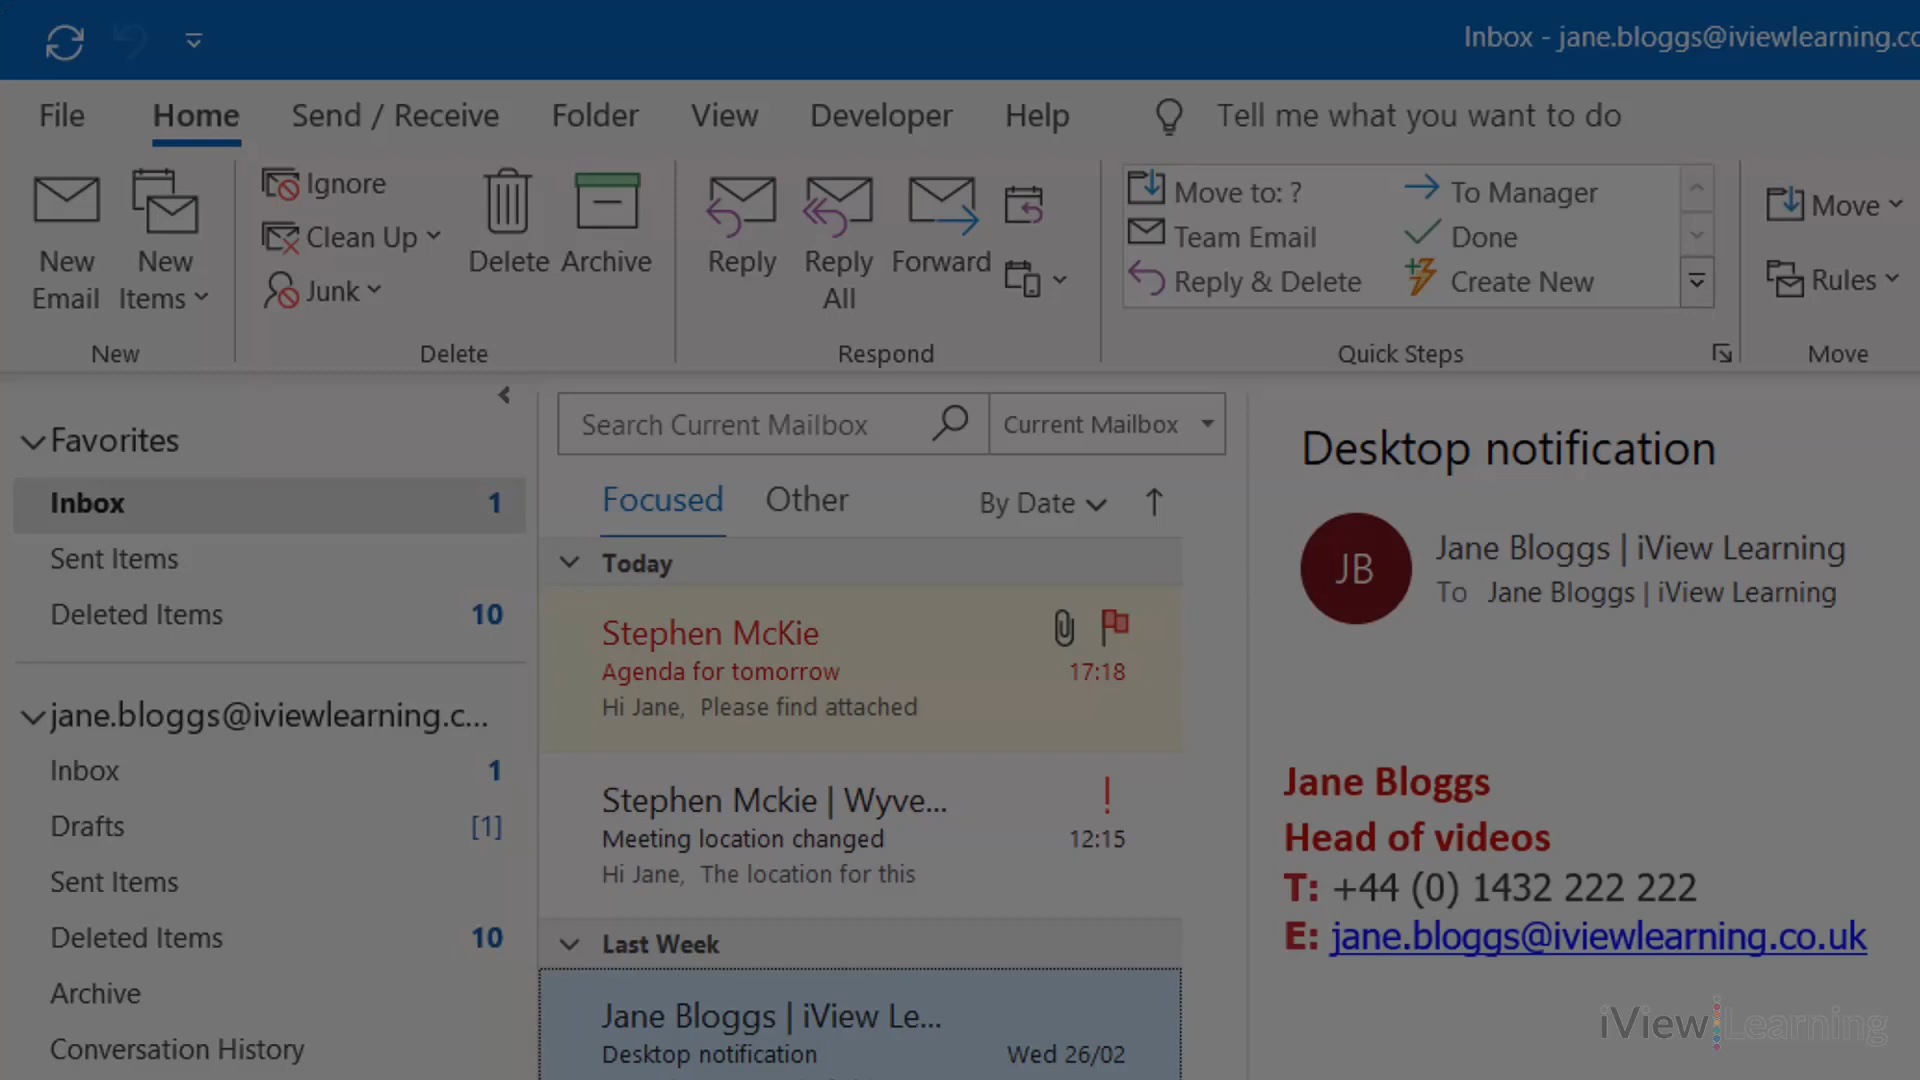 Inbox - jane.bloggs@iviewlearning.co
File Home Send / Receive Folder View Developer Help Tell me what you want to do
New Email
New Items
New
Ignore
Clean Up
Junk
Delete
Archive
Delete
Reply
Reply All
Forward
Respond
Move to: ?
Team Email
Reply & Delete
To Manager
Done
Create New
Quick Steps
Move
Rules
Move
Favorites
Inbox 1
Sent Items
Deleted Items 10
jane.bloggs@iviewlearning.c...
Inbox 1
Drafts [1]
Sent Items
Deleted Items 10
Archive
Conversation History
Search Current Mailbox
Current Mailbox
Focused Other By Date
Today
Stephen McKie
Agenda for tomorrow 17:18
Hi Jane, Please find attached
Stephen Mckie | Wyve...
Meeting location changed 12:15
Hi Jane, The location for this
Last Week
Jane Bloggs | iView Le...
Desktop notification Wed 26/02
Desktop notification
JB
Jane Bloggs | iView Learning
To Jane Bloggs | iView Learning
Jane Bloggs
Head of videos
T: +44 (0) 1432 222 222
E: jane.bloggs@iviewlearning.co.uk
iView Learning